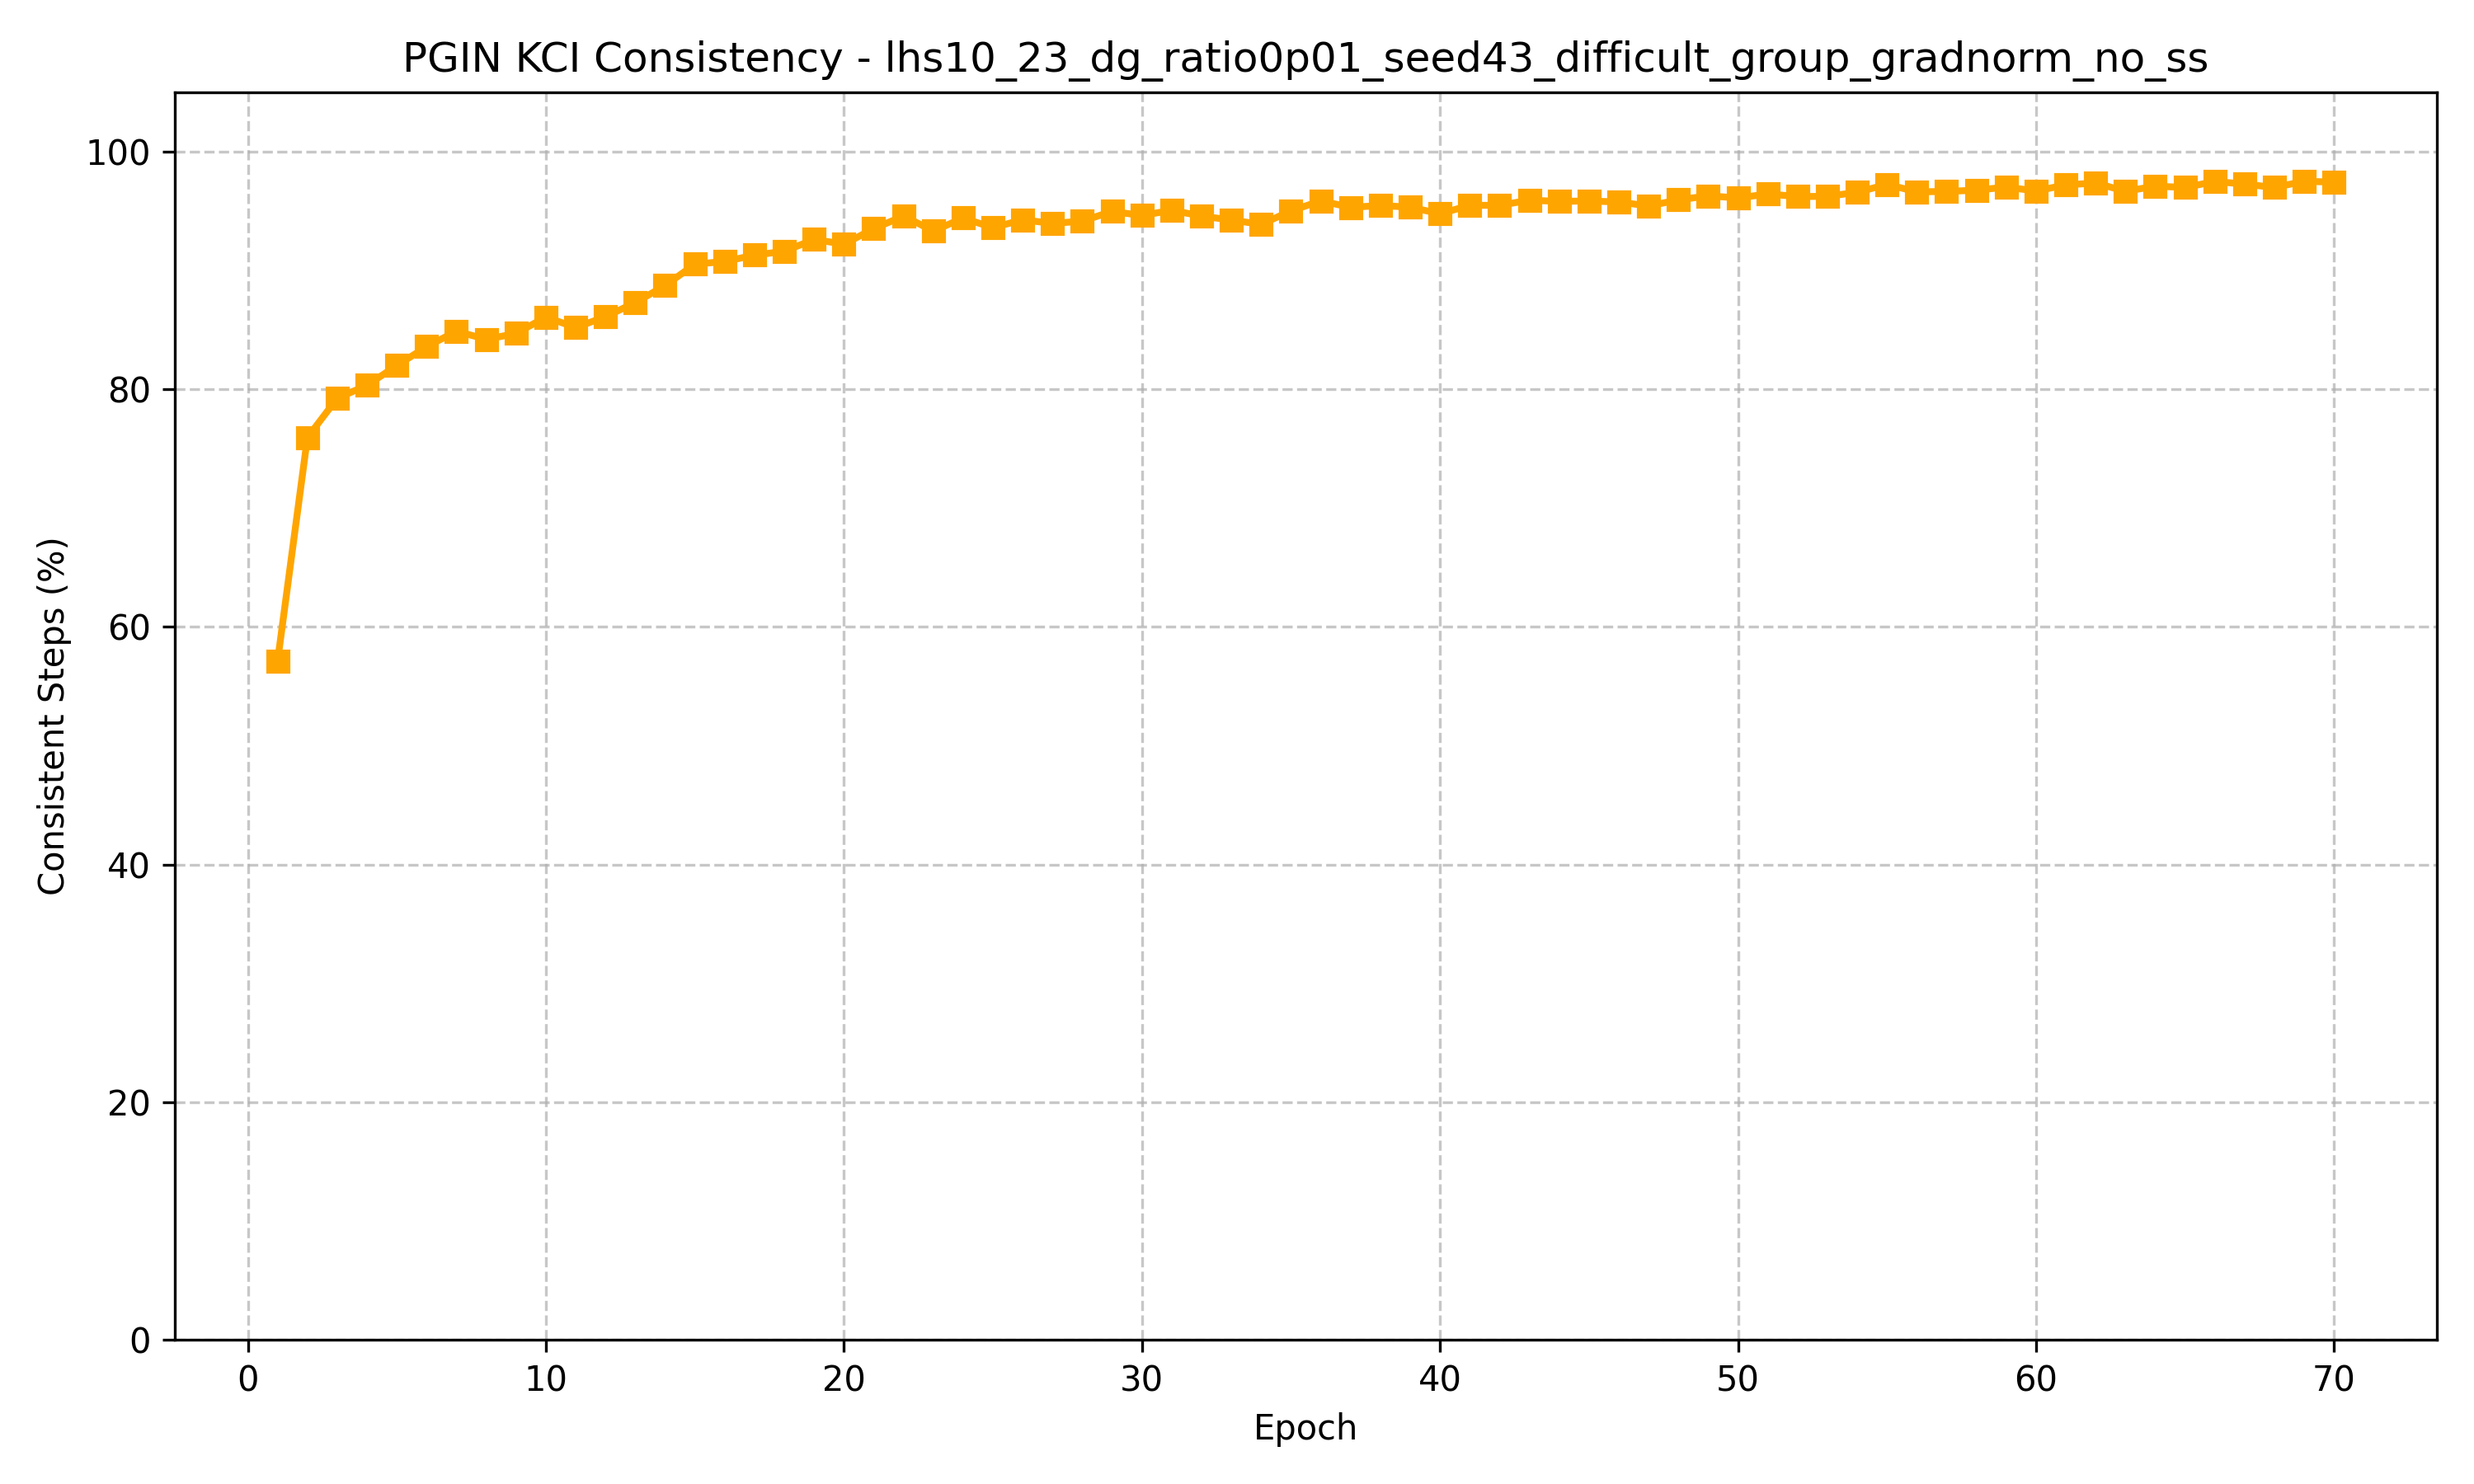 PGIN KCI Consistency - lhs10_23_dg_ratio0p01_seed43_difficult_group_gradnorm_no_ss
Consistent Steps (%)
100
80
60
40
20
0
0 10 20 30 40 50 60 70
Epoch